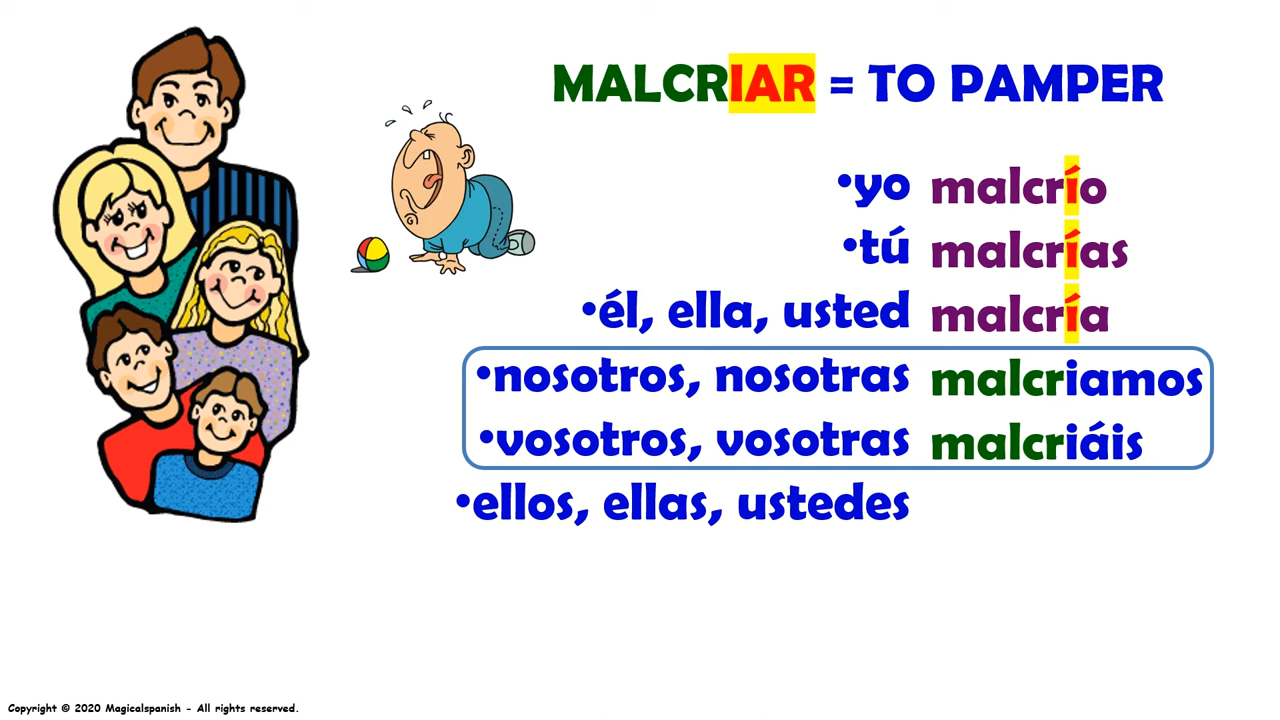 MALCRIAR = TO PAMPER
•yo malcrío
•tú malcrías
•él, ella, usted malcría
•nosotros, nosotras malcriamos
•vosotros, vosotras malcriáis
•ellos, ellas, ustedes
Copyright © 2020 Magicalspanish - All rights reserved.